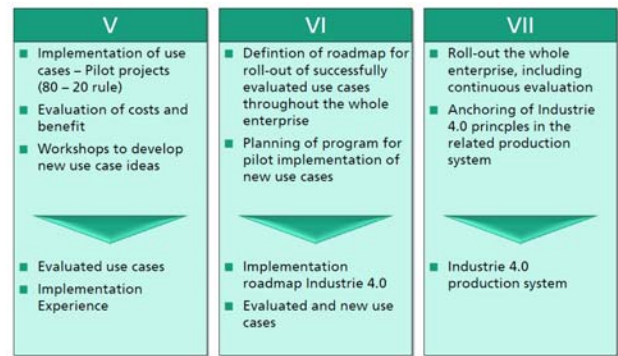 V
Implementation of use
cases – Pilot projects
(80 – 20 rule)
Evaluation of costs and
benefit
Workshops to develop
new use case ideas
Evaluated use cases
Implementation
Experience
VI
Defintion of roadmap for
roll-out of successfully
evaluated use cases
throughout the whole
enterprise
Planning of program for
pilot implementation of
new use cases
Implementation
roadmap Industrie 4.0
Evaluated and new use
cases
VII
Roll-out the whole
enterprise, including
continuous evaluation
Anchoring of Industrie
4.0 princples in the
related production
system
Industrie 4.0
production system